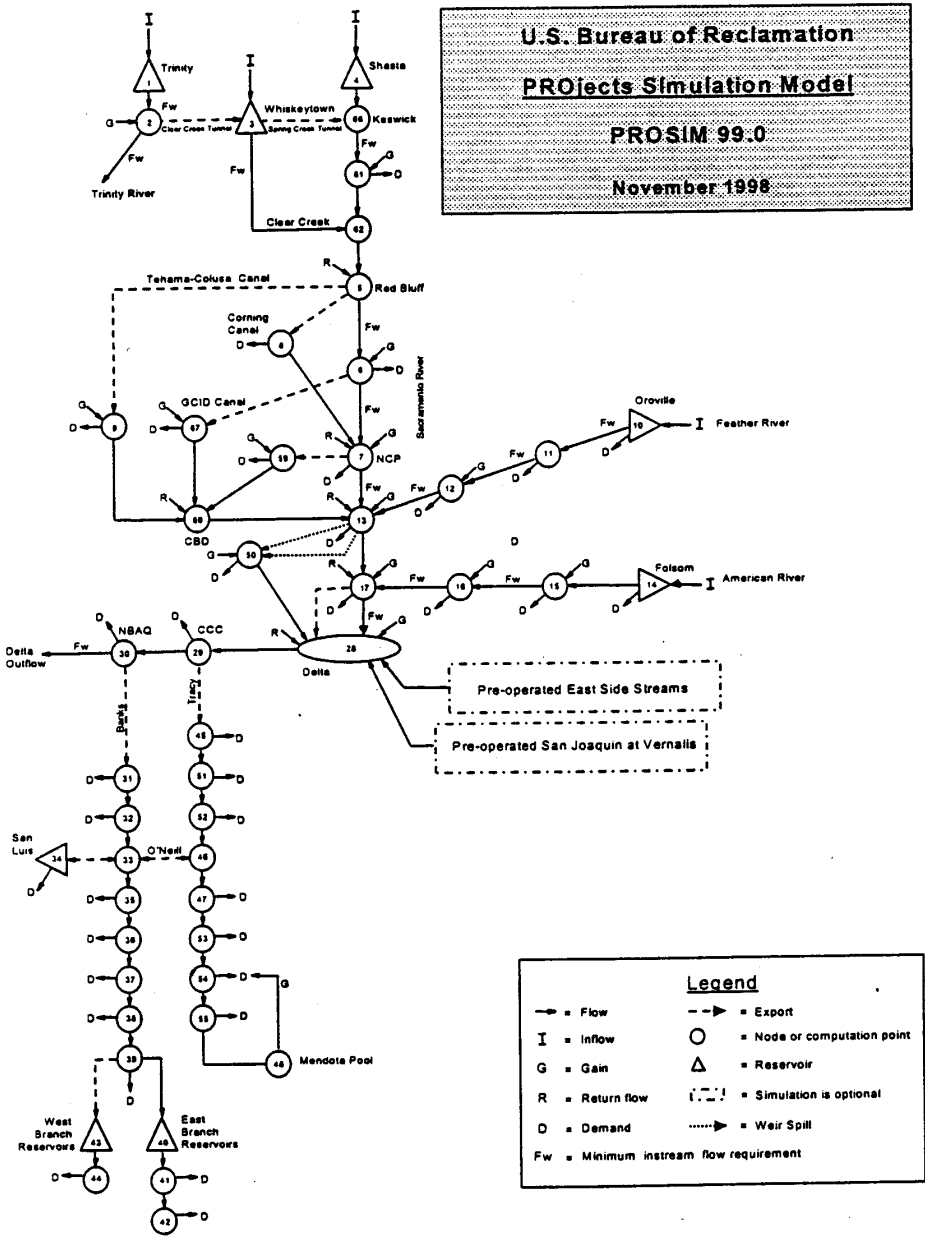 U.S. Bureau of Reclamation
PROjects Simulation Model
PROSIM 99.0
November 1998
I
I
I
Trinity
1
Shasta
4
Fw
G
2
Clear Creek Tunnel
Whiskeytown
3
Spring Creek Tunnel
66
Keswick
Fw
Trinity River
Fw
Fw
G
61
D
Clear Creek
62
R
Tehama-Colusa Canal
5
Red Bluff
Corning
Canal
D
8
Fw
G
6
D
GCID Canal
Sacramento River
G
D
9
G
D
67
Fw
G
D
59
R
G
7
NCP
D
Oroville
10
I
Feather River
Fw
D
11
D
Fw
G
12
D
Fw
Fw
R
CBD
R
G
13
D
G
50
D
D
R
G
17
D
Fw
G
16
D
Fw
G
15
D
Folsom
14
I
American River
D
Fw
G
R
28
Delta
D
NBAQ
D
CCC
Delta
Outflow
Fw
30
29
Pre-operated East Side Streams
Pre-operated San Joaquin at Vernalis
Banks
Tracy
45
D
D
31
51
D
D
32
52
D
San
Luis
34
D
33
O'Neill
46
D
35
47
D
D
36
53
D
D
37
54
D
G
D
38
55
D
39
D
Mendota Pool
West
Branch
Reservoirs
43
East
Branch
Reservoirs
40
D
44
41
D
42
D
Legend
= Flow
= Export
I = Inflow
= Node or computation point
G = Gain
= Reservoir
R = Return flow
= Simulation is optional
D = Demand
= Weir Spill
Fw = Minimum instream flow requirement